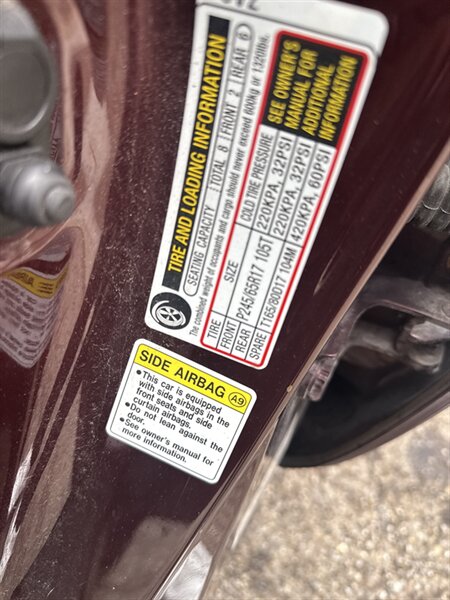 TIRE AND LOADING INFORMATION
SEATING CAPACITY TOTAL 8 FRONT 2 REAR 6
The combined weight of occupants and cargo should never exceed 600kg or 1320lbs.
TIRE SIZE COLD TIRE PRESSURE
FRONT P245/65R17 105T 220KPA, 32PSI
REAR 220KPA, 32PSI
SPARE T165/80D17 104M 420KPA, 60PSI
SEE OWNER'S
MANUAL FOR
ADDITIONAL
INFORMATION
SIDE AIRBAG A9
•This car is equipped
with side airbags in the
front seats and side
curtain airbags.
•Do not lean against the
door.
•See owner's manual for
more information.